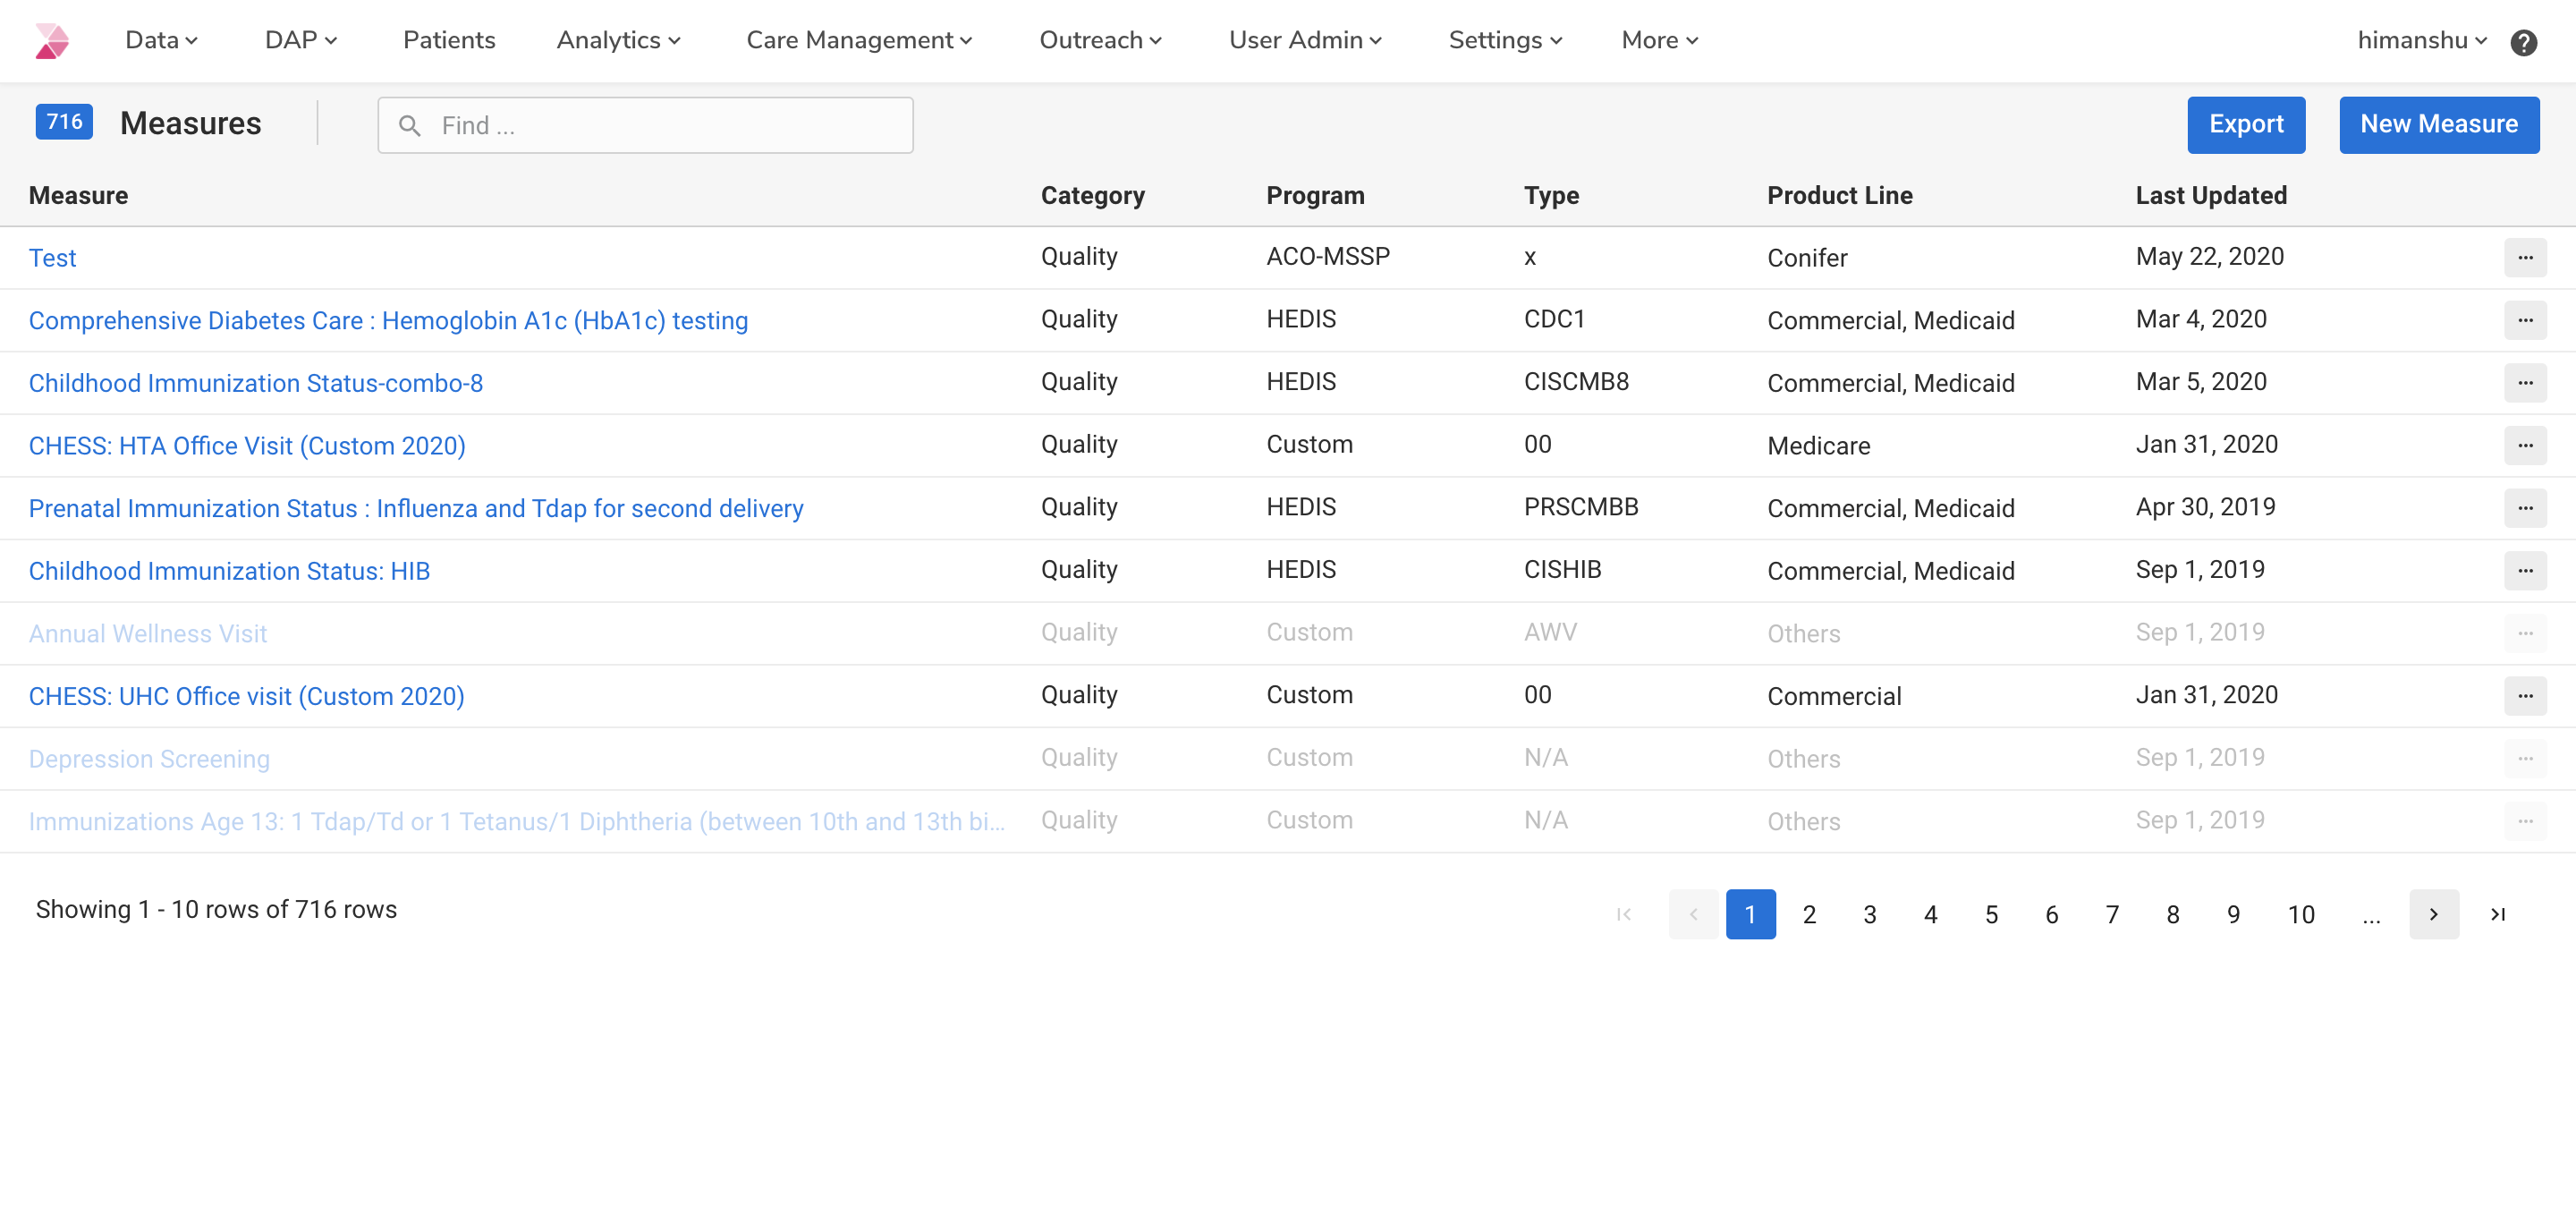 Data DAP Patients Analytics Care Management Outreach User Admin Settings More himanshu ?
716 Measures Find ... Export New Measure
Measure Category Program Type Product Line Last Updated
Test Quality ACO-MSSP x Conifer May 22, 2020 ...
Comprehensive Diabetes Care : Hemoglobin A1c (HbA1c) testing Quality HEDIS CDC1 Commercial, Medicaid Mar 4, 2020 ...
Childhood Immunization Status-combo-8 Quality HEDIS CISCMB8 Commercial, Medicaid Mar 5, 2020 ...
CHESS: HTA Office Visit (Custom 2020) Quality Custom 00 Medicare Jan 31, 2020 ...
Prenatal Immunization Status : Influenza and Tdap for second delivery Quality HEDIS PRSCMBB Commercial, Medicaid Apr 30, 2019 ...
Childhood Immunization Status: HIB Quality HEDIS CISHIB Commercial, Medicaid Sep 1, 2019 ...
Annual Wellness Visit Quality Custom AWV Others Sep 1, 2019 ...
CHESS: UHC Office visit (Custom 2020) Quality Custom 00 Commercial Jan 31, 2020 ...
Depression Screening Quality Custom N/A Others Sep 1, 2019 ...
Immunizations Age 13: 1 Tdap/Td or 1 Tetanus/1 Diphtheria (between 10th and 13th bi... Quality Custom N/A Others Sep 1, 2019 ...
Showing 1 - 10 rows of 716 rows 1 2 3 4 5 6 7 8 9 10 ...